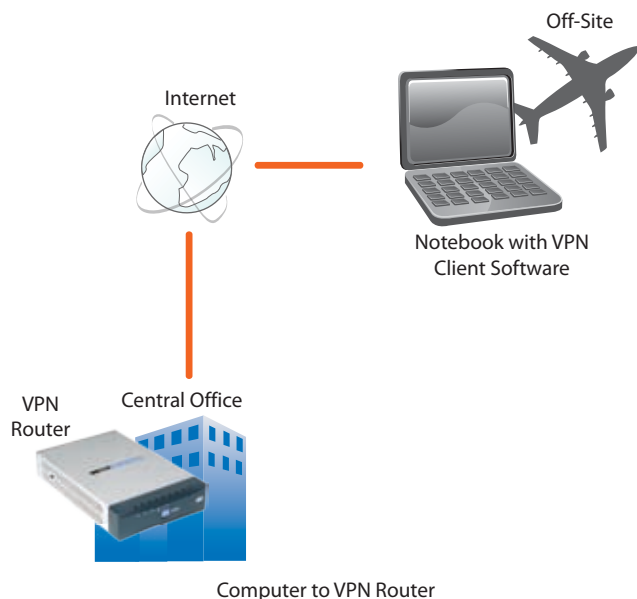 Off-Site
Internet
Notebook with VPN
Client Software
Central Office
VPN
Router
Computer to VPN Router